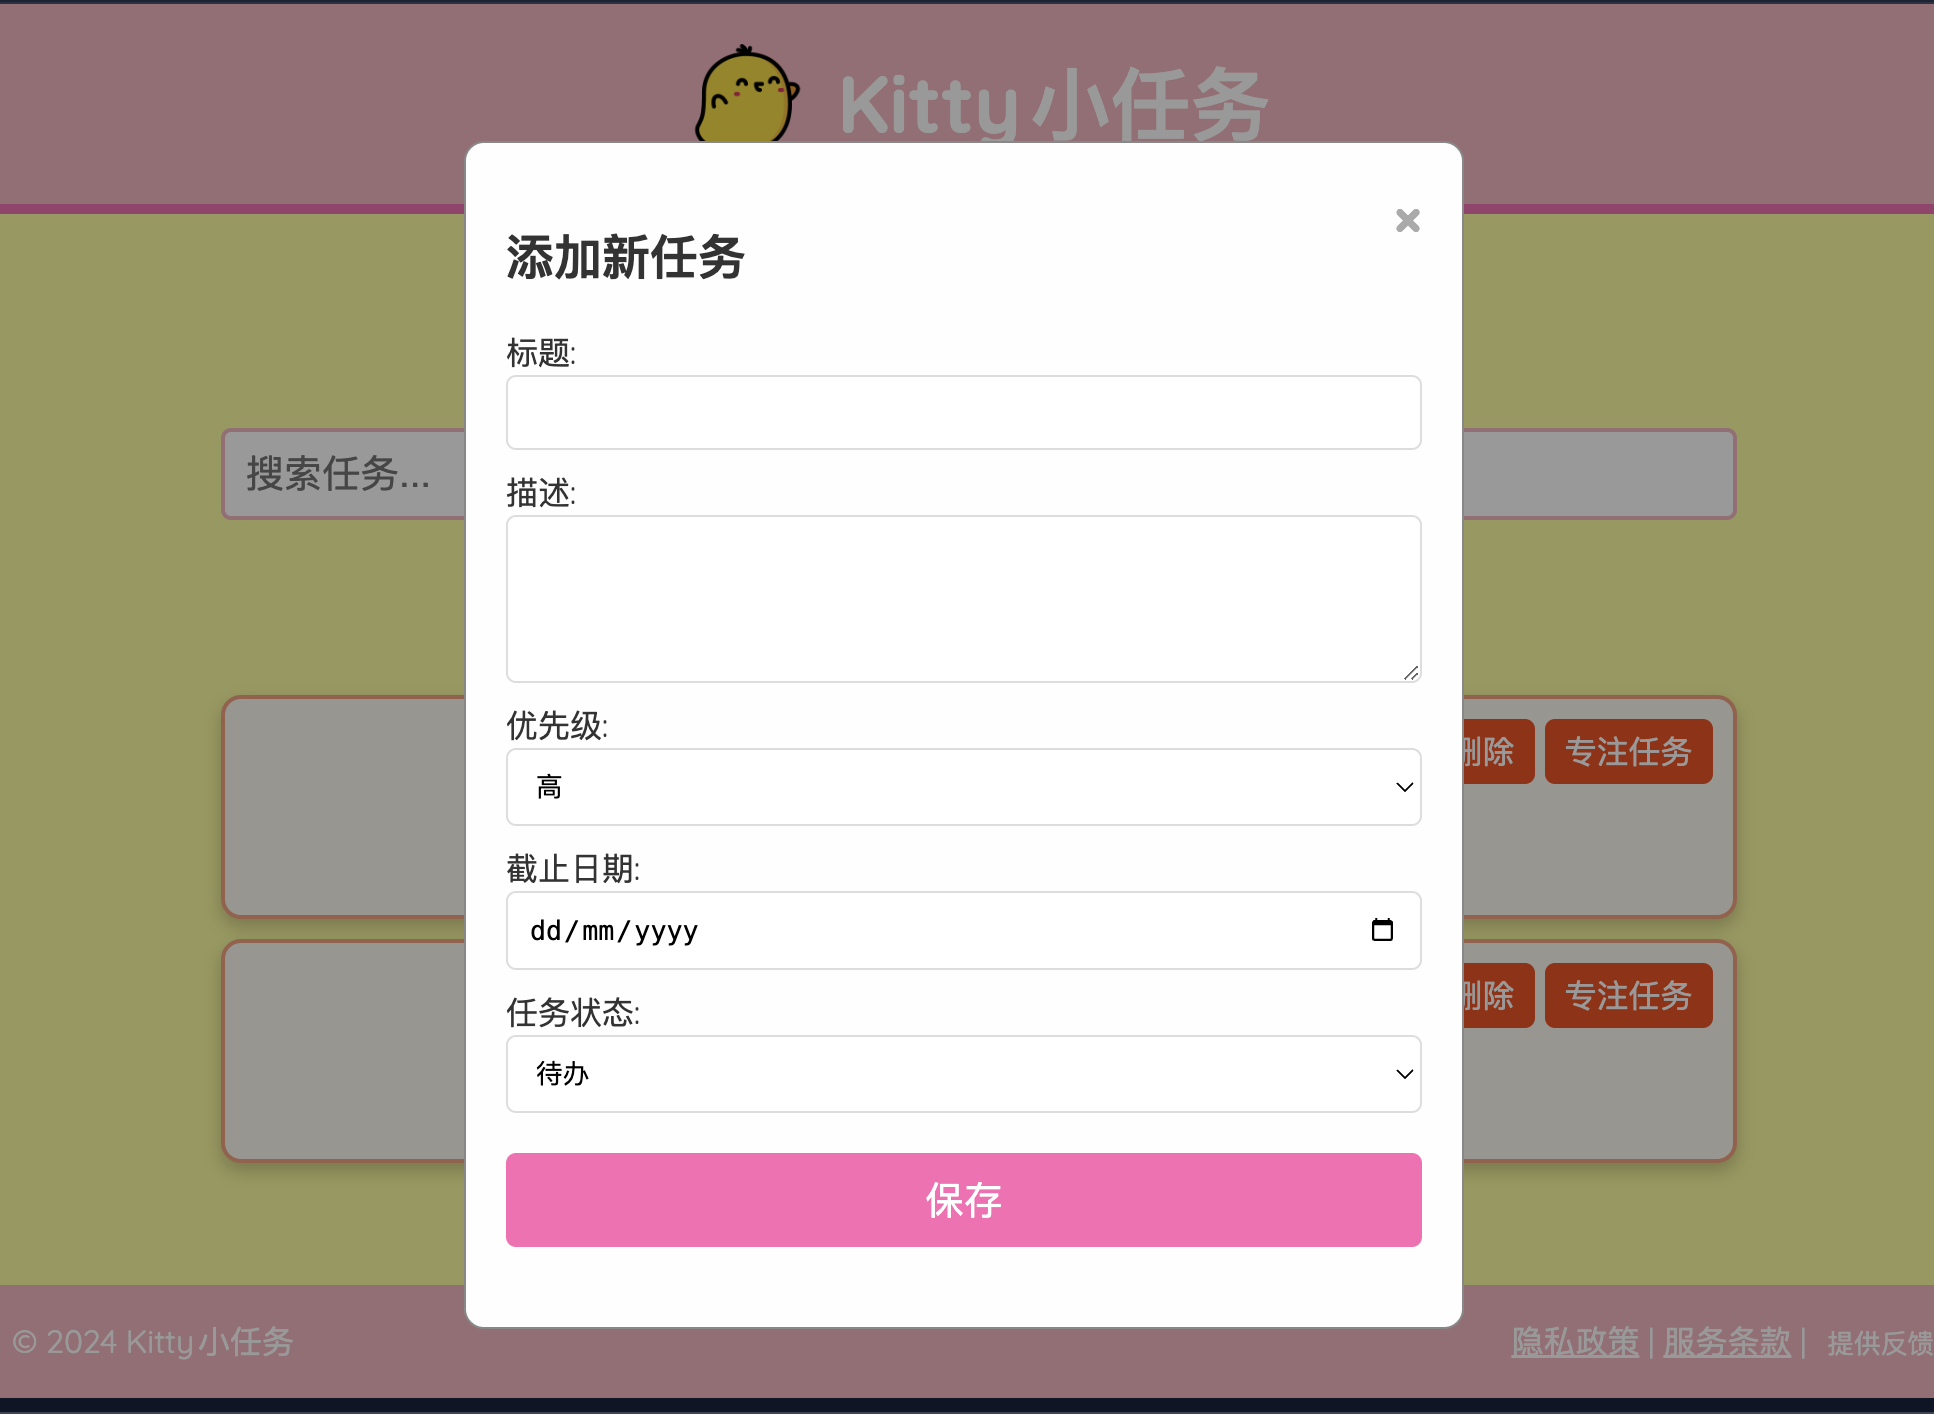 Kitty小任务
添加新任务
标题:
搜索任务...
描述:
优先级:
高
删除 专注任务
截止日期:
dd/mm/yyyy
任务状态:
待办
删除 专注任务
保存
© 2024 Kitty小任务
隐私政策 | 服务条款 | 提供反馈